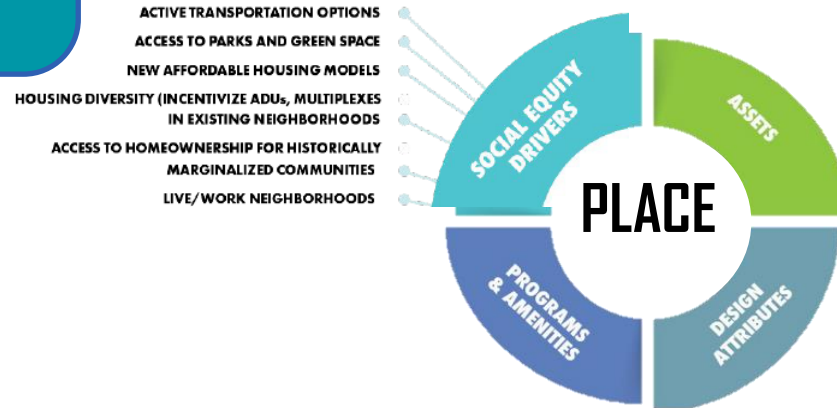 ACTIVE TRANSPORTATION OPTIONS
ACCESS TO PARKS AND GREEN SPACE
NEW AFFORDABLE HOUSING MODELS
HOUSING DIVERSITY (INCENTIVIZE ADUs, MULTIPLEXES
IN EXISTING NEIGHBORHOODS
ACCESS TO HOMEOWNERSHIP FOR HISTORICALLY
MARGINALIZED COMMUNITIES
LIVE/WORK NEIGHBORHOODS
SOCIAL EQUITY
DRIVERS
ASSETS
PLACE
PROGRAMS
& AMENITIES
DESIGN
ATTRIBUTES